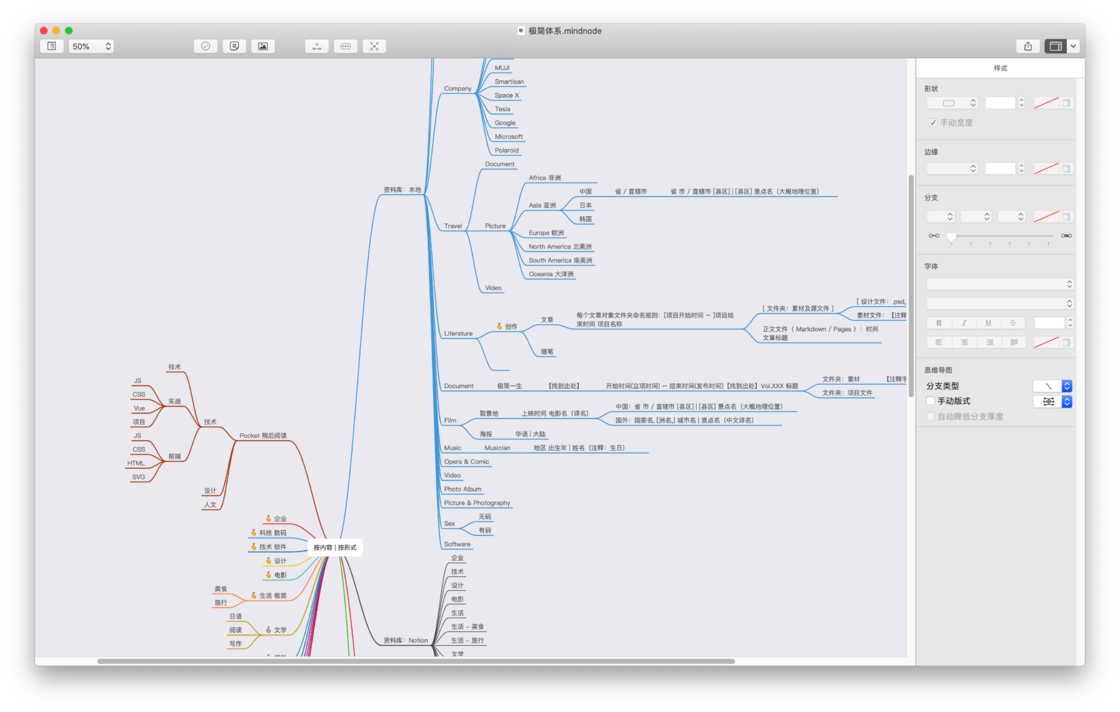 极简体系.mindnode
50%
MUJI
Company
Smartisan
Space X
Tesla
Google
Microsoft
Polaroid
资料库：本地
Document
Travel
Picture
Africa 非洲
Asia 亚洲
中国
省 / 直辖市
省 市 / 直辖市 [县区] | [县区] 景点名（大概地理位置）
日本
韩国
Europe 欧洲
North America 北美洲
South America 南美洲
Oceania 大洋洲
Video
Literature
创作
文章
每个文章对象文件夹命名规则：[项目开始时间 — ]项目结
束时间 项目名称
[ 文件夹：素材及源文件 ]
[ 设计文件：.psd,
素材文件：【注释
正文文件（ Markdown / Pages ）：时间
文章标题
随笔
Document
极简一生
【找到出处】
开始时间(立项时间) — 结束时间(发布时间)【找到出处】Vol.XXX 标题
文件夹：素材
【注释字
文件夹：项目文件
Film
取景地
上映时间 电影名（译名）
中国：省 市 / 直辖市 [县区] | [县区] 景点名（大概地理位置）
国外：国家名, [洲名,] 城市名 | 景点名（中文译名）
海报
华语 | 大陆
Music
Musician
地区 出生年 | 姓名（注释：生日）
Opera & Comic
Video
Photo Album
Picture & Photography
Sex
无码
有码
Software
技术
JS
CSS
Vue
项目
实战
JS
CSS
HTML
SVG
前端
技术
设计
人文
Pocket 稍后阅读
企业
科技 数码
技术 软件
设计
电影
美食
旅行
生活 极简
日语
阅读
写作
文学
按内容 | 按形式
资料库：Notion
企业
技术
设计
电影
生活
生活 – 美食
生活 – 旅行
文学
样式
形状
手动宽度
边缘
分支
字体
B I U S
思维导图
分支类型
手动版式
自动降低分支厚度